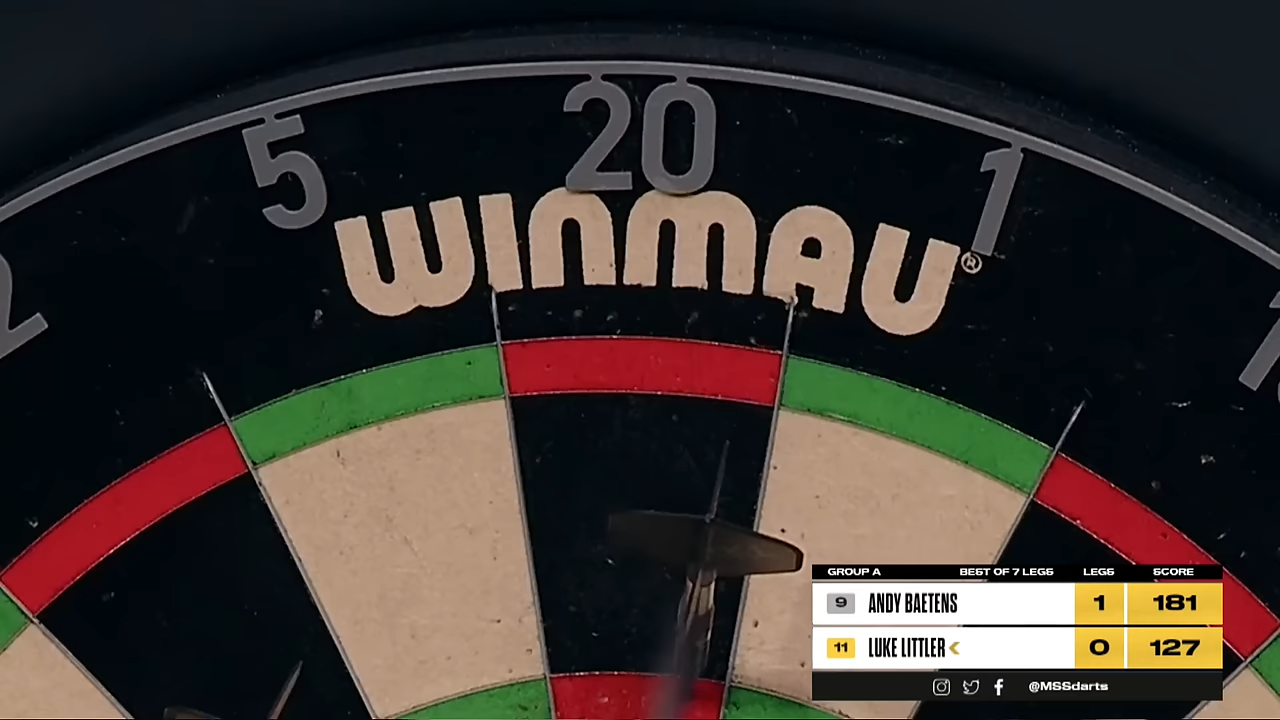 5 20 1
WINMAU®
2
GROUP A BEST OF 7 LEGS LEGS SCORE
9 ANDY BAETENS 1 181
11 LUKE LITTLER 0 127
@MSSdarts